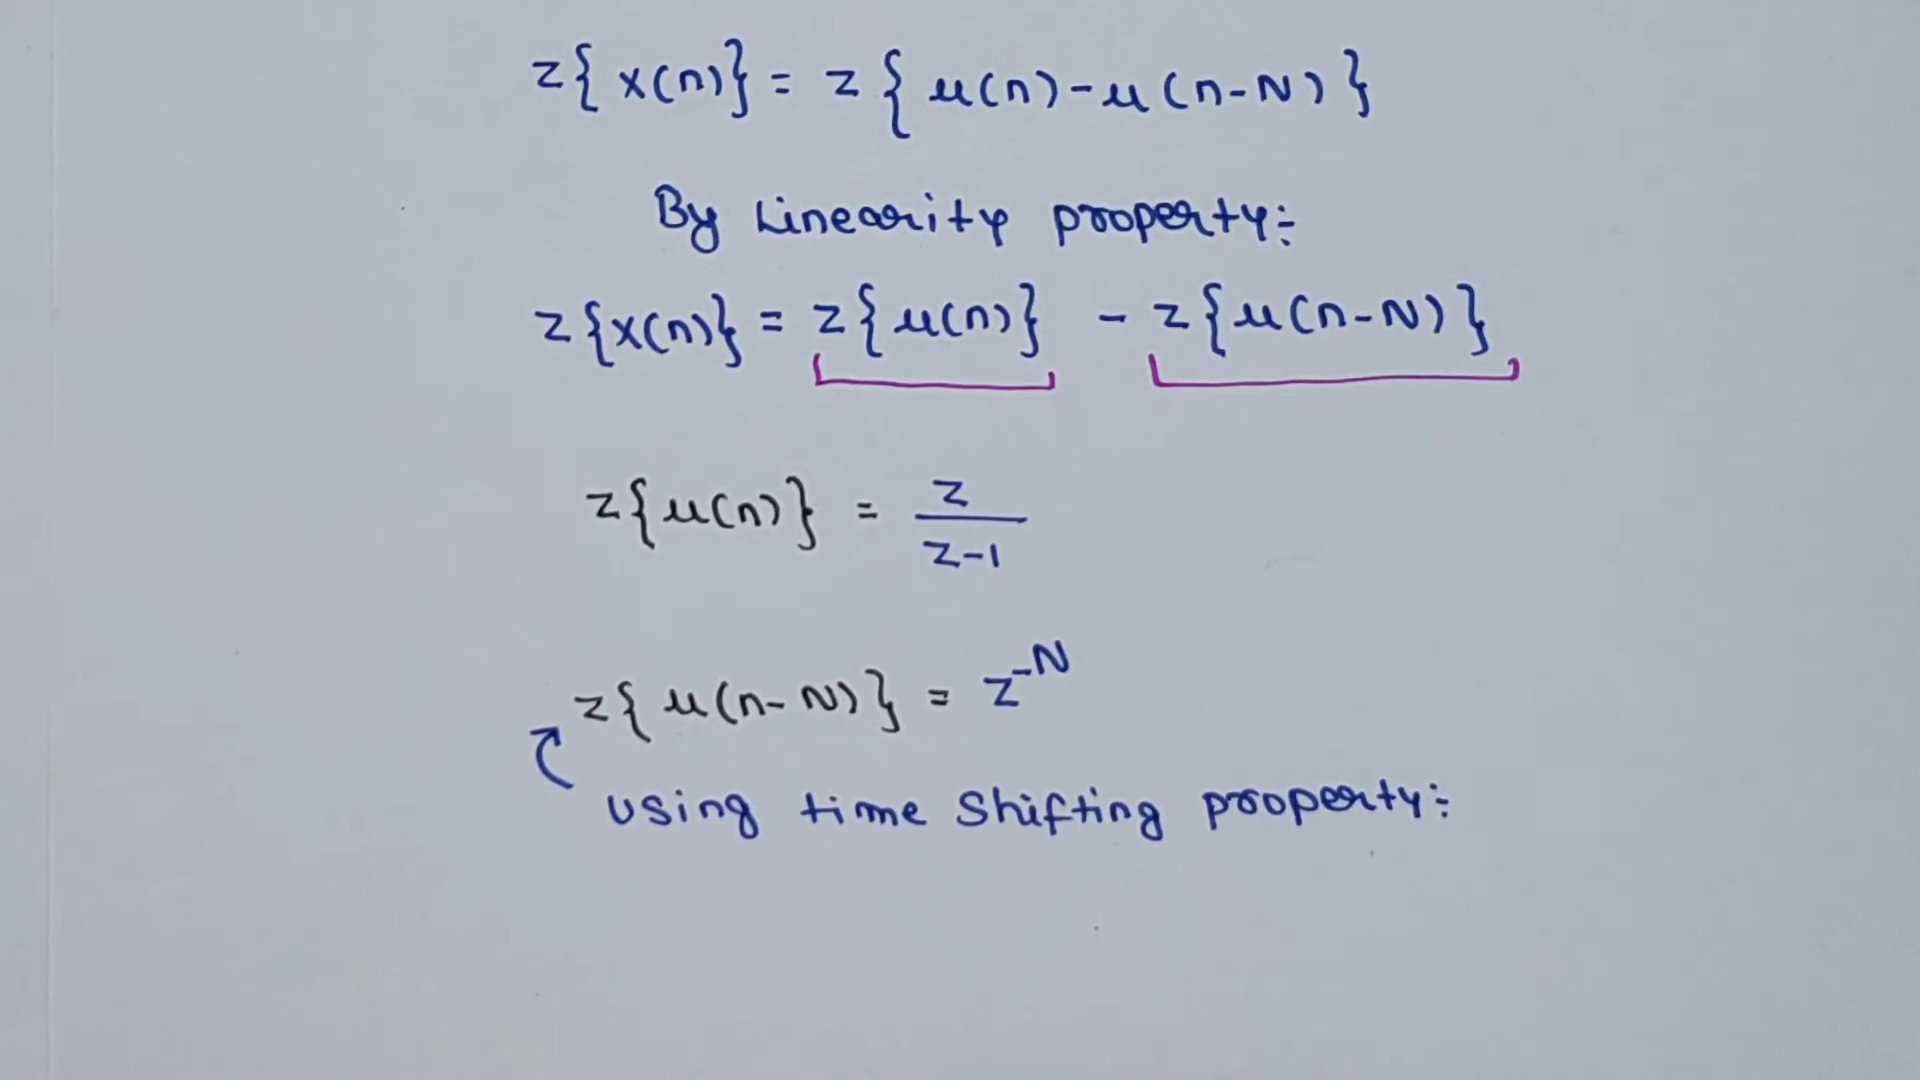 z{x(n)} = z{u(n)-u(n-N)}
By Linearity property:-
z{x(n)} = z{u(n)} - z{u(n-N)}
z{u(n)} = z/(z-1)
z{u(n-N)} = z^-N
using time Shifting property:-